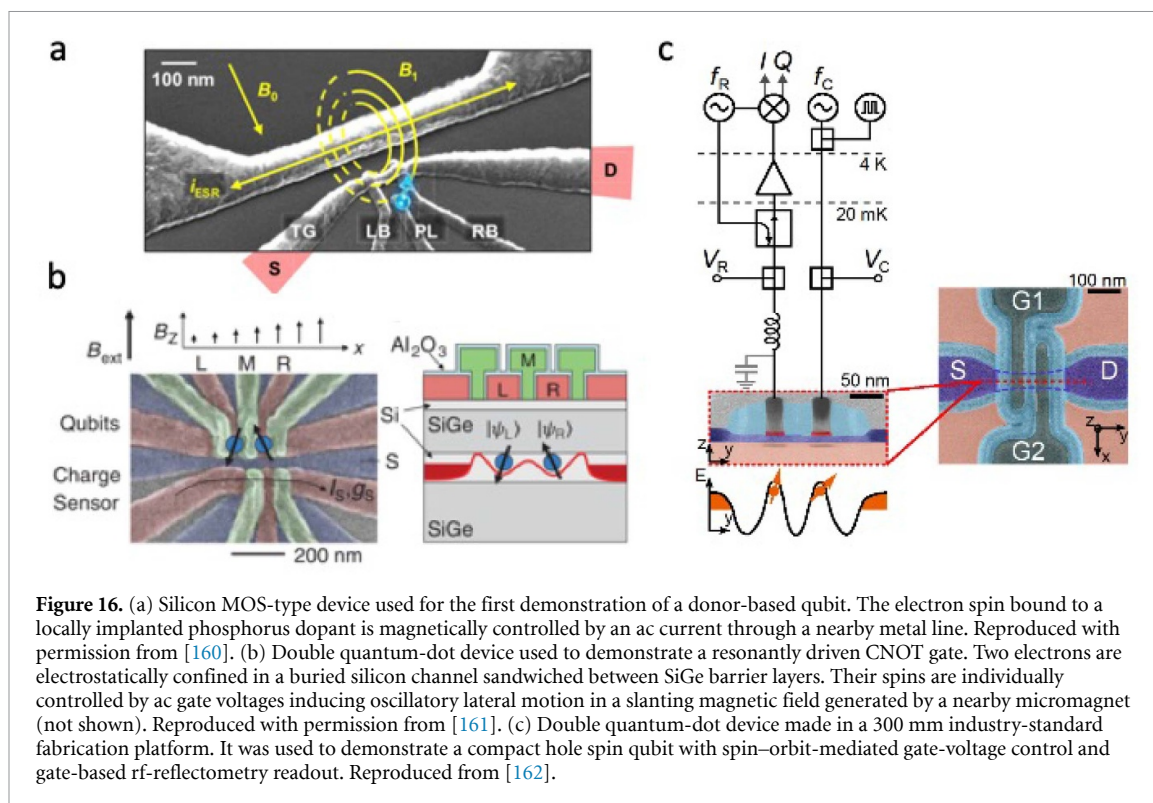 a
100 nm
B0
B1
iESR
D
TG
LB
PL
RB
S
b
Bext
BZ
x
L
M
R
Qubits
Charge
Sensor
IS,gS
200 nm
Al2O3
M
L
R
Si
SiGe
|ψL⟩
|ψR⟩
S
SiGe
c
fR
I Q
fC
4 K
20 mK
VR
VC
50 nm
z
y
E
y
100 nm
G1
S
D
G2
z
y
x
Figure 16. (a) Silicon MOS-type device used for the first demonstration of a donor-based qubit. The electron spin bound to a
locally implanted phosphorus dopant is magnetically controlled by an ac current through a nearby metal line. Reproduced with
permission from [160]. (b) Double quantum-dot device used to demonstrate a resonantly driven CNOT gate. Two electrons are
electrostatically confined in a buried silicon channel sandwiched between SiGe barrier layers. Their spins are individually
controlled by ac gate voltages inducing oscillatory lateral motion in a slanting magnetic field generated by a nearby micromagnet
(not shown). Reproduced with permission from [161]. (c) Double quantum-dot device made in a 300 mm industry-standard
fabrication platform. It was used to demonstrate a compact hole spin qubit with spin–orbit-mediated gate-voltage control and
gate-based rf-reflectometry readout. Reproduced from [162].